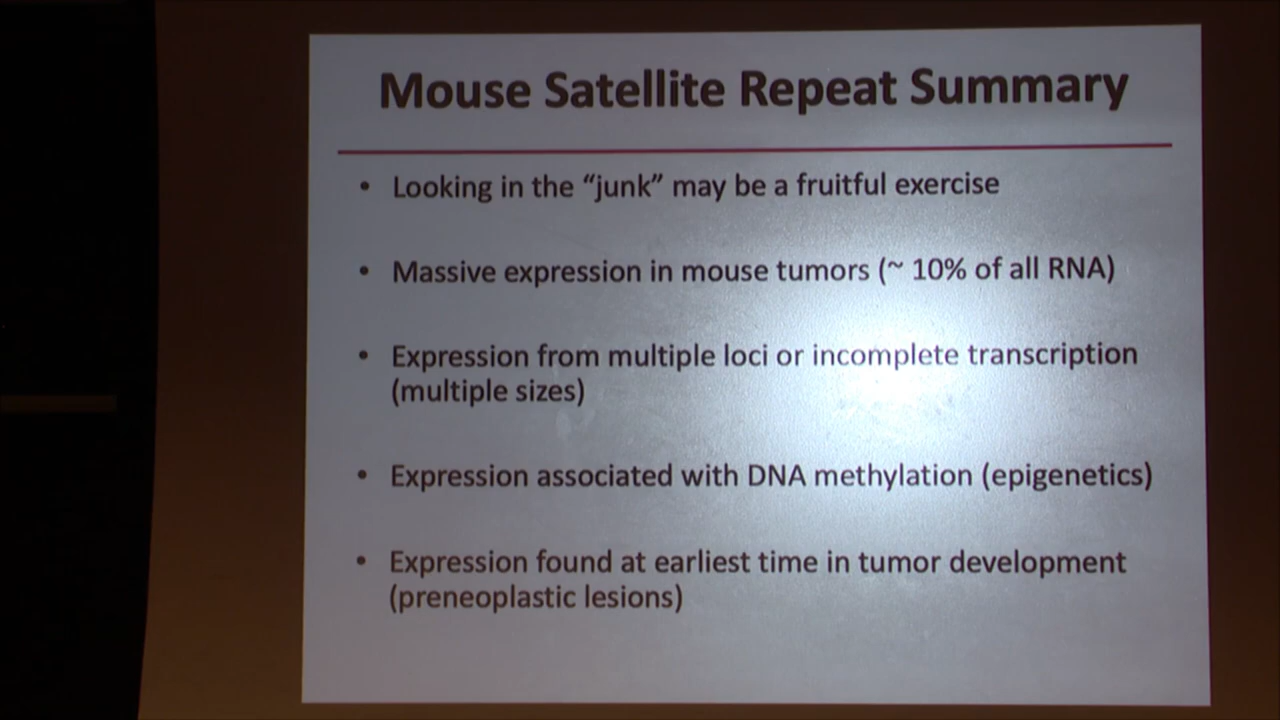 Mouse Satellite Repeat Summary
• Looking in the “junk” may be a fruitful exercise
• Massive expression in mouse tumors (~ 10% of all RNA)
• Expression from multiple loci or incomplete transcription
(multiple sizes)
• Expression associated with DNA methylation (epigenetics)
• Expression found at earliest time in tumor development
(preneoplastic lesions)